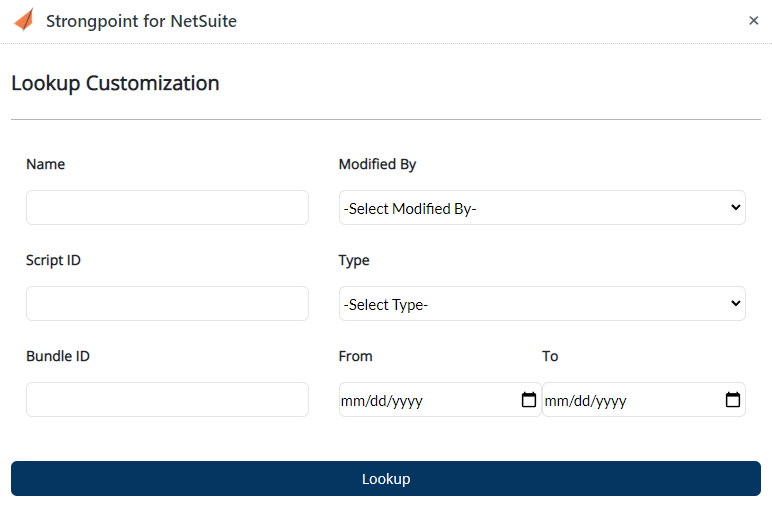 Strongpoint for NetSuite
×
Lookup Customization
Name
Modified By
-Select Modified By-
Script ID
Type
-Select Type-
Bundle ID
From
To
mm/dd/yyyy
mm/dd/yyyy
Lookup